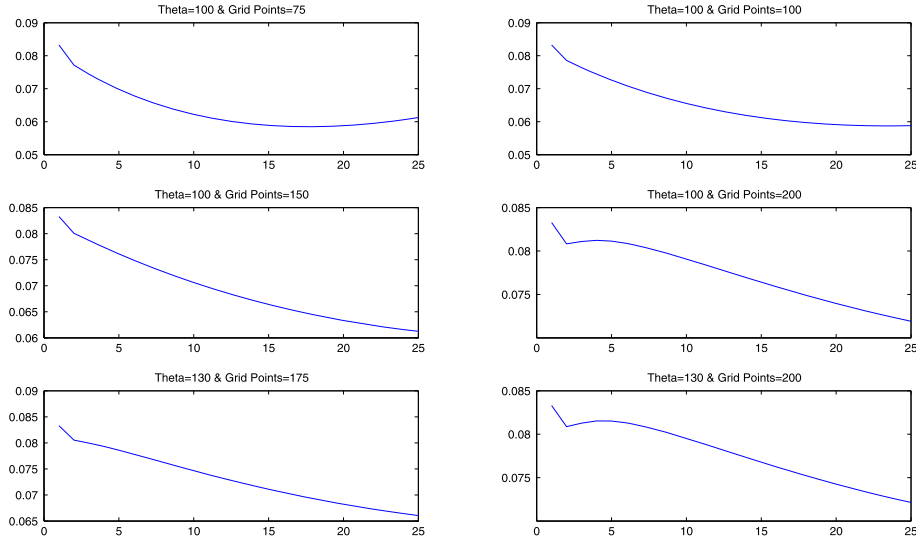 Theta=100 & Grid Points=75
0.09
0.08
0.07
0.06
0.05
0 5 10 15 20 25
Theta=100 & Grid Points=100
0.09
0.08
0.07
0.06
0.05
0 5 10 15 20 25
Theta=100 & Grid Points=150
0.085
0.08
0.075
0.07
0.065
0.06
0 5 10 15 20 25
Theta=100 & Grid Points=200
0.085
0.08
0.075
0 5 10 15 20 25
Theta=130 & Grid Points=175
0.09
0.085
0.08
0.075
0.07
0.065
0 5 10 15 20 25
Theta=130 & Grid Points=200
0.085
0.08
0.075
0 5 10 15 20 25